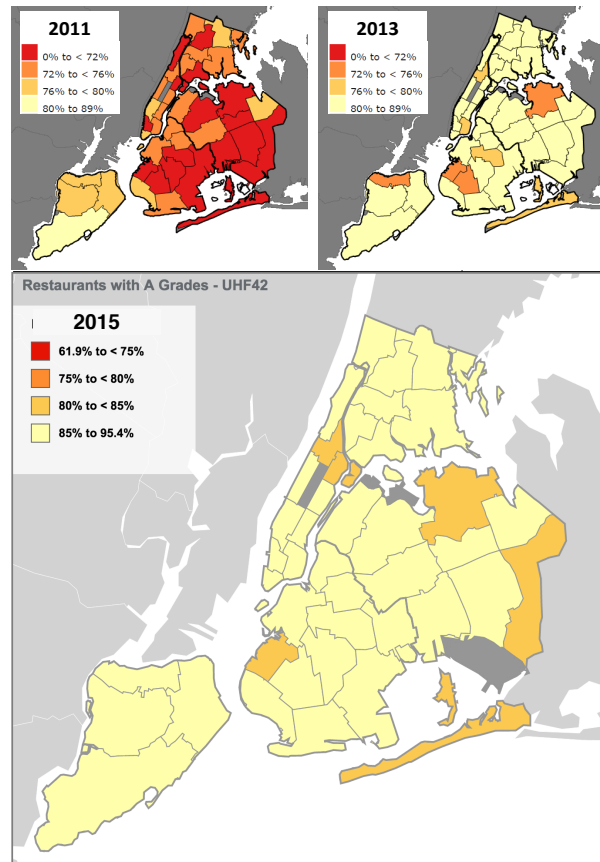 2011
0% to < 72%
72% to < 76%
76% to < 80%
80% to 89%
2013
0% to < 72%
72% to < 76%
76% to < 80%
80% to 89%
Restaurants with A Grades - UHF42
2015
61.9% to < 75%
75% to < 80%
80% to < 85%
85% to 95.4%